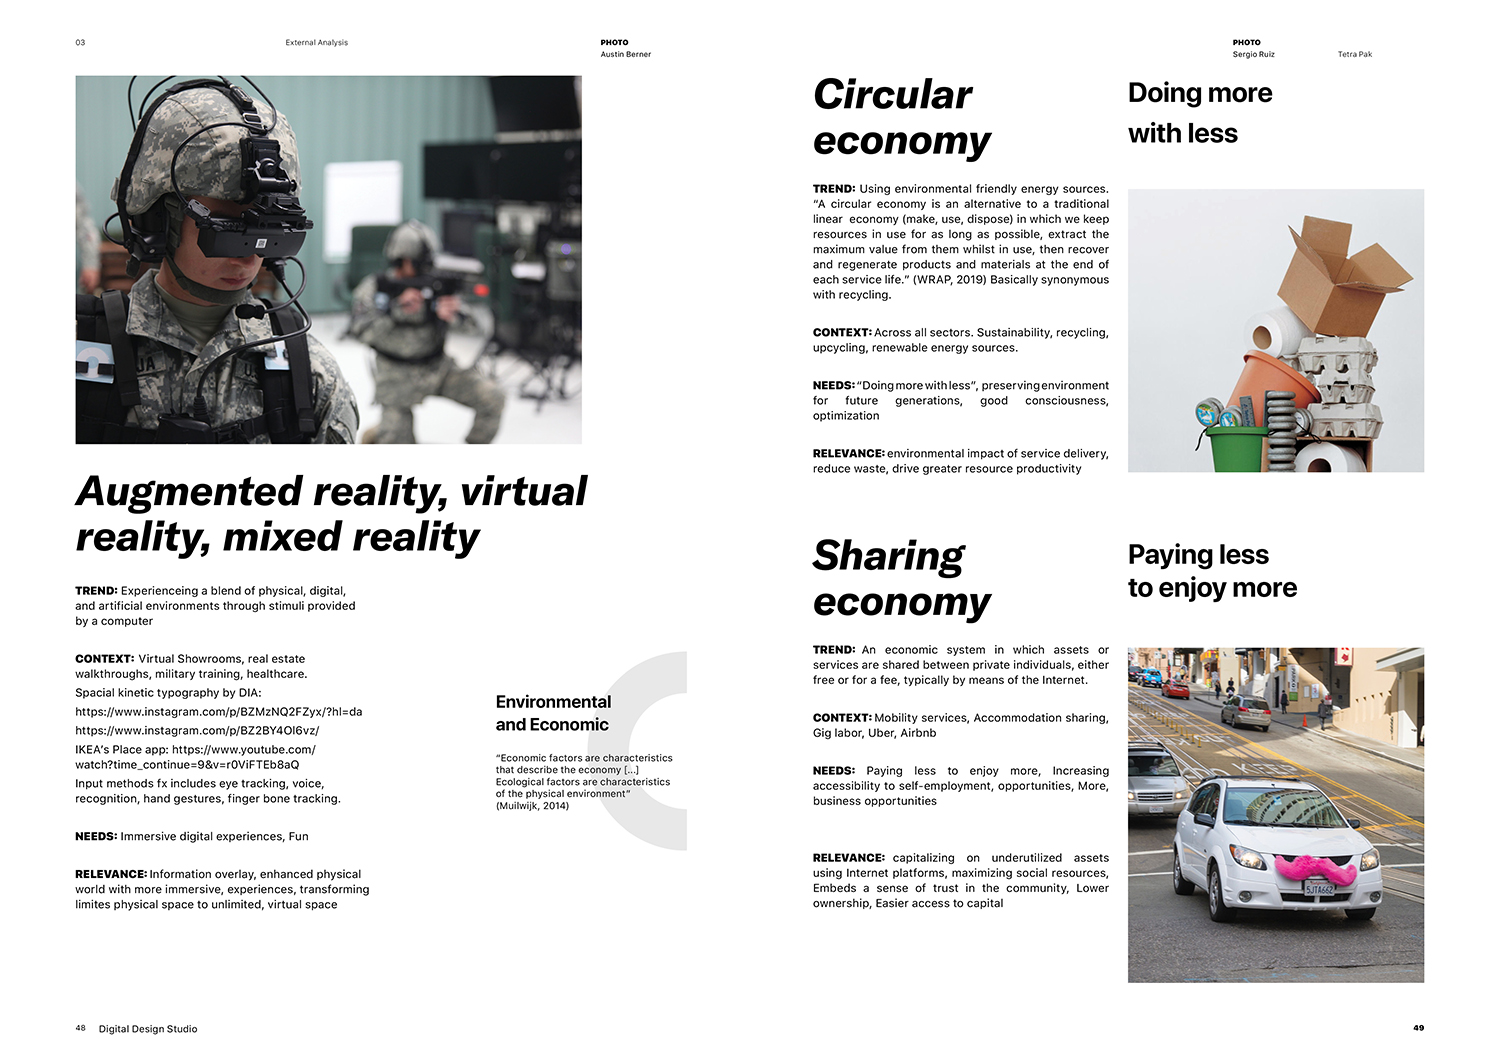 03
External Analysis
PHOTO
Austin Berner
UA
U
Augmented reality, virtual
reality, mixed reality
TREND: Experienceing a blend of physical, digital,
and artificial environments through stimuli provided
by a computer
CONTEXT: Virtual Showrooms, real estate
walkthroughs, military training, healthcare.
Spacial kinetic typography by DIA:
https://www.instagram.com/p/BZMzNQ2FZyx/?hl=da
https://www.instagram.com/p/BZ2BY4OI6vz/
IKEA’s Place app: https://www.youtube.com/
watch?time_continue=9&v=r0ViFTEb8aQ
Input methods fx includes eye tracking, voice,
recognition, hand gestures, finger bone tracking.
NEEDS: Immersive digital experiences, Fun
RELEVANCE: Information overlay, enhanced physical
world with more immersive, experiences, transforming
limites physical space to unlimited, virtual space
Environmental
and Economic
“Economic factors are characteristics
that describe the economy [...]
Ecological factors are characteristics
of the physical environment”
(Muilwijk, 2014)
48 Digital Design Studio
PHOTO
Sergio Ruiz
Tetra Pak
Circular
economy
Doing more
with less
TREND: Using environmental friendly energy sources.
“A circular economy is an alternative to a traditional
linear economy (make, use, dispose) in which we keep
resources in use for as long as possible, extract the
maximum value from them whilst in use, then recover
and regenerate products and materials at the end of
each service life.” (WRAP, 2019) Basically synonymous
with recycling.
CONTEXT: Across all sectors. Sustainability, recycling,
upcycling, renewable energy sources.
NEEDS: “Doing more with less”, preserving environment
for future generations, good consciousness,
optimization
RELEVANCE: environmental impact of service delivery,
reduce waste, drive greater resource productivity
Sharing
economy
Paying less
to enjoy more
TREND: An economic system in which assets or
services are shared between private individuals, either
free or for a fee, typically by means of the Internet.
CONTEXT: Mobility services, Accommodation sharing,
Gig labor, Uber, Airbnb
NEEDS: Paying less to enjoy more, Increasing
accessibility to self-employment, opportunities, More,
business opportunities
RELEVANCE: capitalizing on underutilized assets
using Internet platforms, maximizing social resources,
Embeds a sense of trust in the community, Lower
ownership, Easier access to capital
5JTA662
49